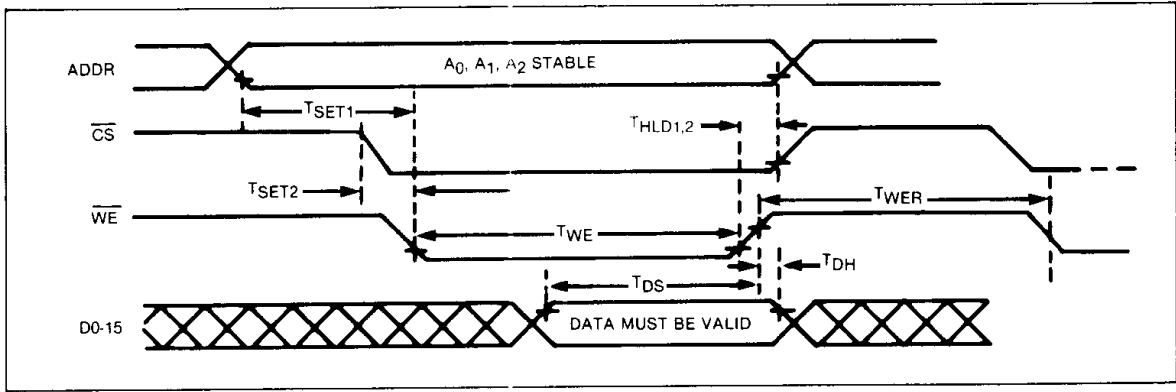 ADDR
A0, A1, A2 STABLE
TSET1
CS
THLD1,2
TSET2
TWER
WE
TWE
TDH
TDS
D0-15
DATA MUST BE VALID